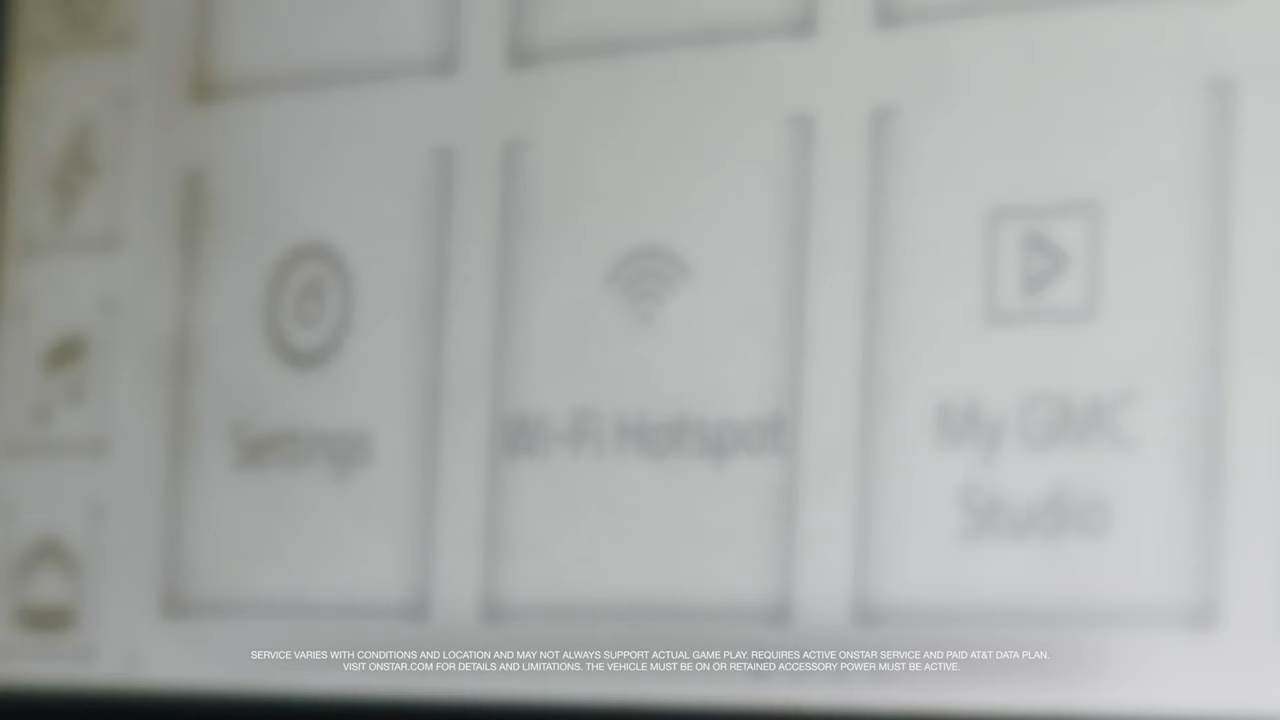 Settings
Wi-Fi Hotspot
My GMC
Studio
SERVICE VARIES WITH CONDITIONS AND LOCATION AND MAY NOT ALWAYS SUPPORT ACTUAL GAME PLAY. REQUIRES ACTIVE ONSTAR SERVICE AND PAID AT&T DATA PLAN.
VISIT ONSTAR.COM FOR DETAILS AND LIMITATIONS. THE VEHICLE MUST BE ON OR RETAINED ACCESSORY POWER MUST BE ACTIVE.